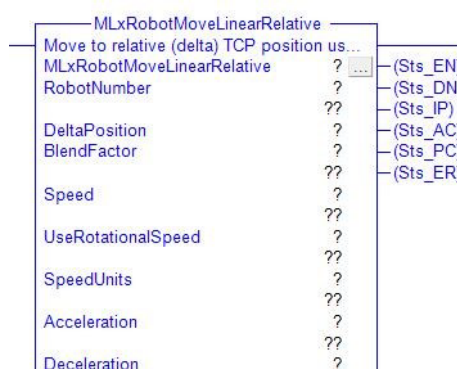 MLxRobotMoveLinearRelative
Move to relative (delta) TCP position us...
MLxRobotMoveLinearRelative ? ... (Sts_EN)
RobotNumber ? (Sts_DN
?? (Sts_IP)
DeltaPosition ? (Sts_AC
BlendFactor ? (Sts_PC
?? (Sts_ER
Speed ?
??
UseRotationalSpeed ?
??
SpeedUnits ?
??
Acceleration ?
??
Deceleration ?